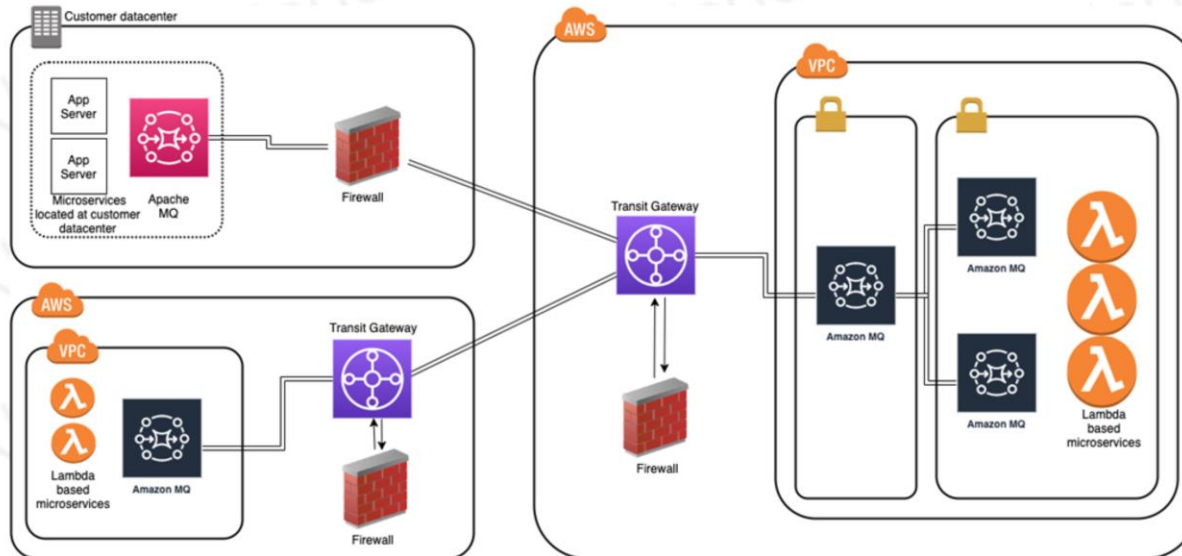 Customer datacenter
App
Server
App
Server
Microservices
located at customer
datacenter
Apache
MQ
Firewall
AWS
VPC
Lambda
based
microservices
Amazon MQ
Transit Gateway
Firewall
AWS
Transit Gateway
Firewall
VPC
Amazon MQ
Amazon MQ
Amazon MQ
Lambda
based
microservices